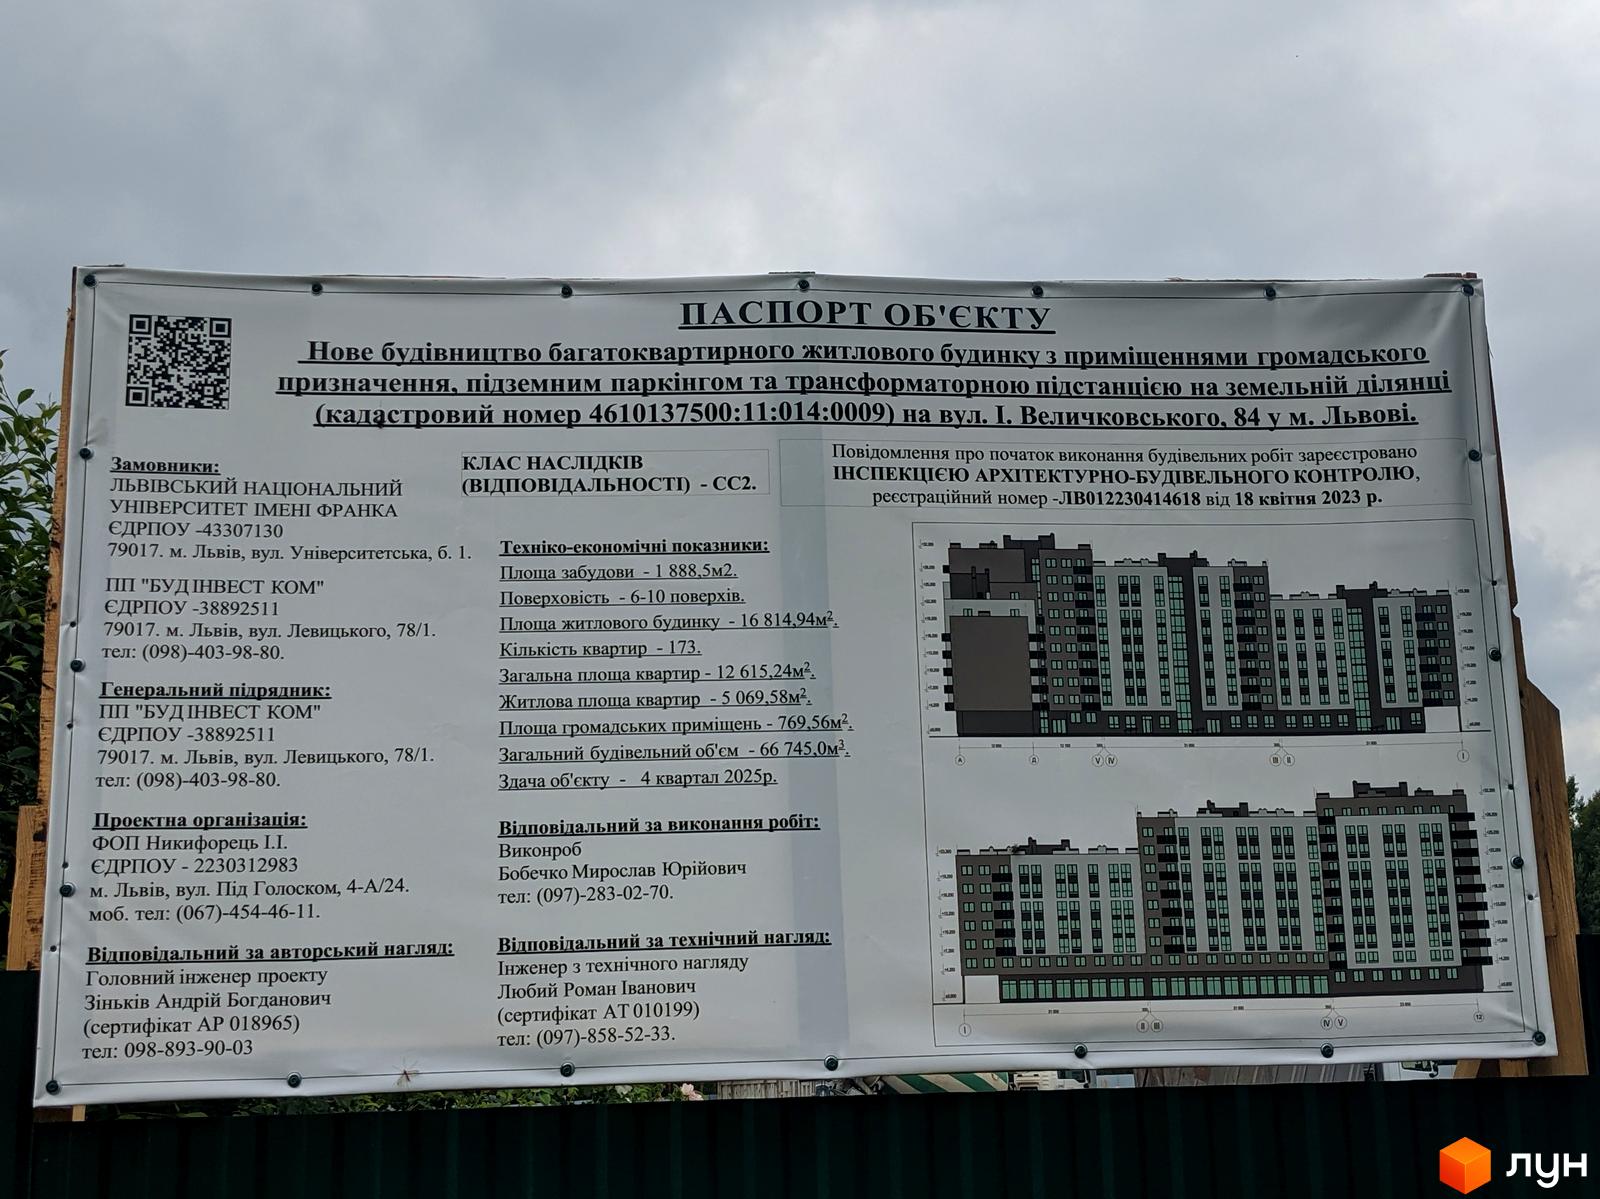 ПАСПОРТ ОБ'ЄКТУ
Нове будівництво багатоквартирного житлового будинку з приміщеннями громадського
призначення, підземним паркінгом та трансформаторною підстанцією на земельній ділянці
(кадастровий номер 4610137500:11:014:0009) на вул. І. Величковського, 84 у м. Львові.
Замовники:
ЛЬВІВСЬКИЙ НАЦІОНАЛЬНИЙ
УНІВЕРСИТЕТ ІМЕНІ ФРАНКА
ЄДРПОУ -43307130
79017. м. Львів, вул. Університетська, б. 1.
ПП "БУДІНВЕСТ КОМ"
ЄДРПОУ -38892511
79017. м. Львів, вул. Левицького, 78/1.
тел: (098)-403-98-80.
Генеральний підрядник:
ПП "БУДІНВЕСТ КОМ"
ЄДРПОУ -38892511
79017. м. Львів, вул. Левицького, 78/1.
тел: (098)-403-98-80.
Проектна організація:
ФОП Никифорець І.І.
ЄДРПОУ - 2230312983
м. Львів, вул. Під Голоском, 4-А/24.
моб. тел: (067)-454-46-11.
Відповідальний за авторський нагляд:
Головний інженер проекту
Зіньків Андрій Богданович
(сертифікат АР 018965)
тел: 098-893-90-03
КЛАС НАСЛІДКІВ
(ВІДПОВІДАЛЬНОСТІ) - СС2.
Техніко-економічні показники:
Площа забудови - 1 888,5м2.
Поверховість - 6-10 поверхів.
Площа житлового будинку - 16 814,94м².
Кількість квартир - 173.
Загальна площа квартир - 12 615,24м².
Житлова площа квартир - 5 069,58м².
Площа громадських приміщень - 769,56м².
Загальний будівельний об'єм - 66 745,0м³.
Здача об'єкту - 4 квартал 2025р.
Відповідальний за виконання робіт:
Виконроб
Бобечко Мирослав Юрійович
тел: (097)-283-02-70.
Відповідальний за технічний нагляд:
Інженер з технічного нагляду
Любий Роман Іванович
(сертифікат АТ 010199)
тел: (097)-858-52-33.
Повідомлення про початок виконання будівельних робіт зареєстровано
ІНСПЕКЦІЄЮ АРХІТЕКТУРНО-БУДІВЕЛЬНОГО КОНТРОЛЮ,
реєстраційний номер -ЛВ012230414618 від 18 квітня 2023 р.
А Д V IV III II I
I II III IV V 12
лун